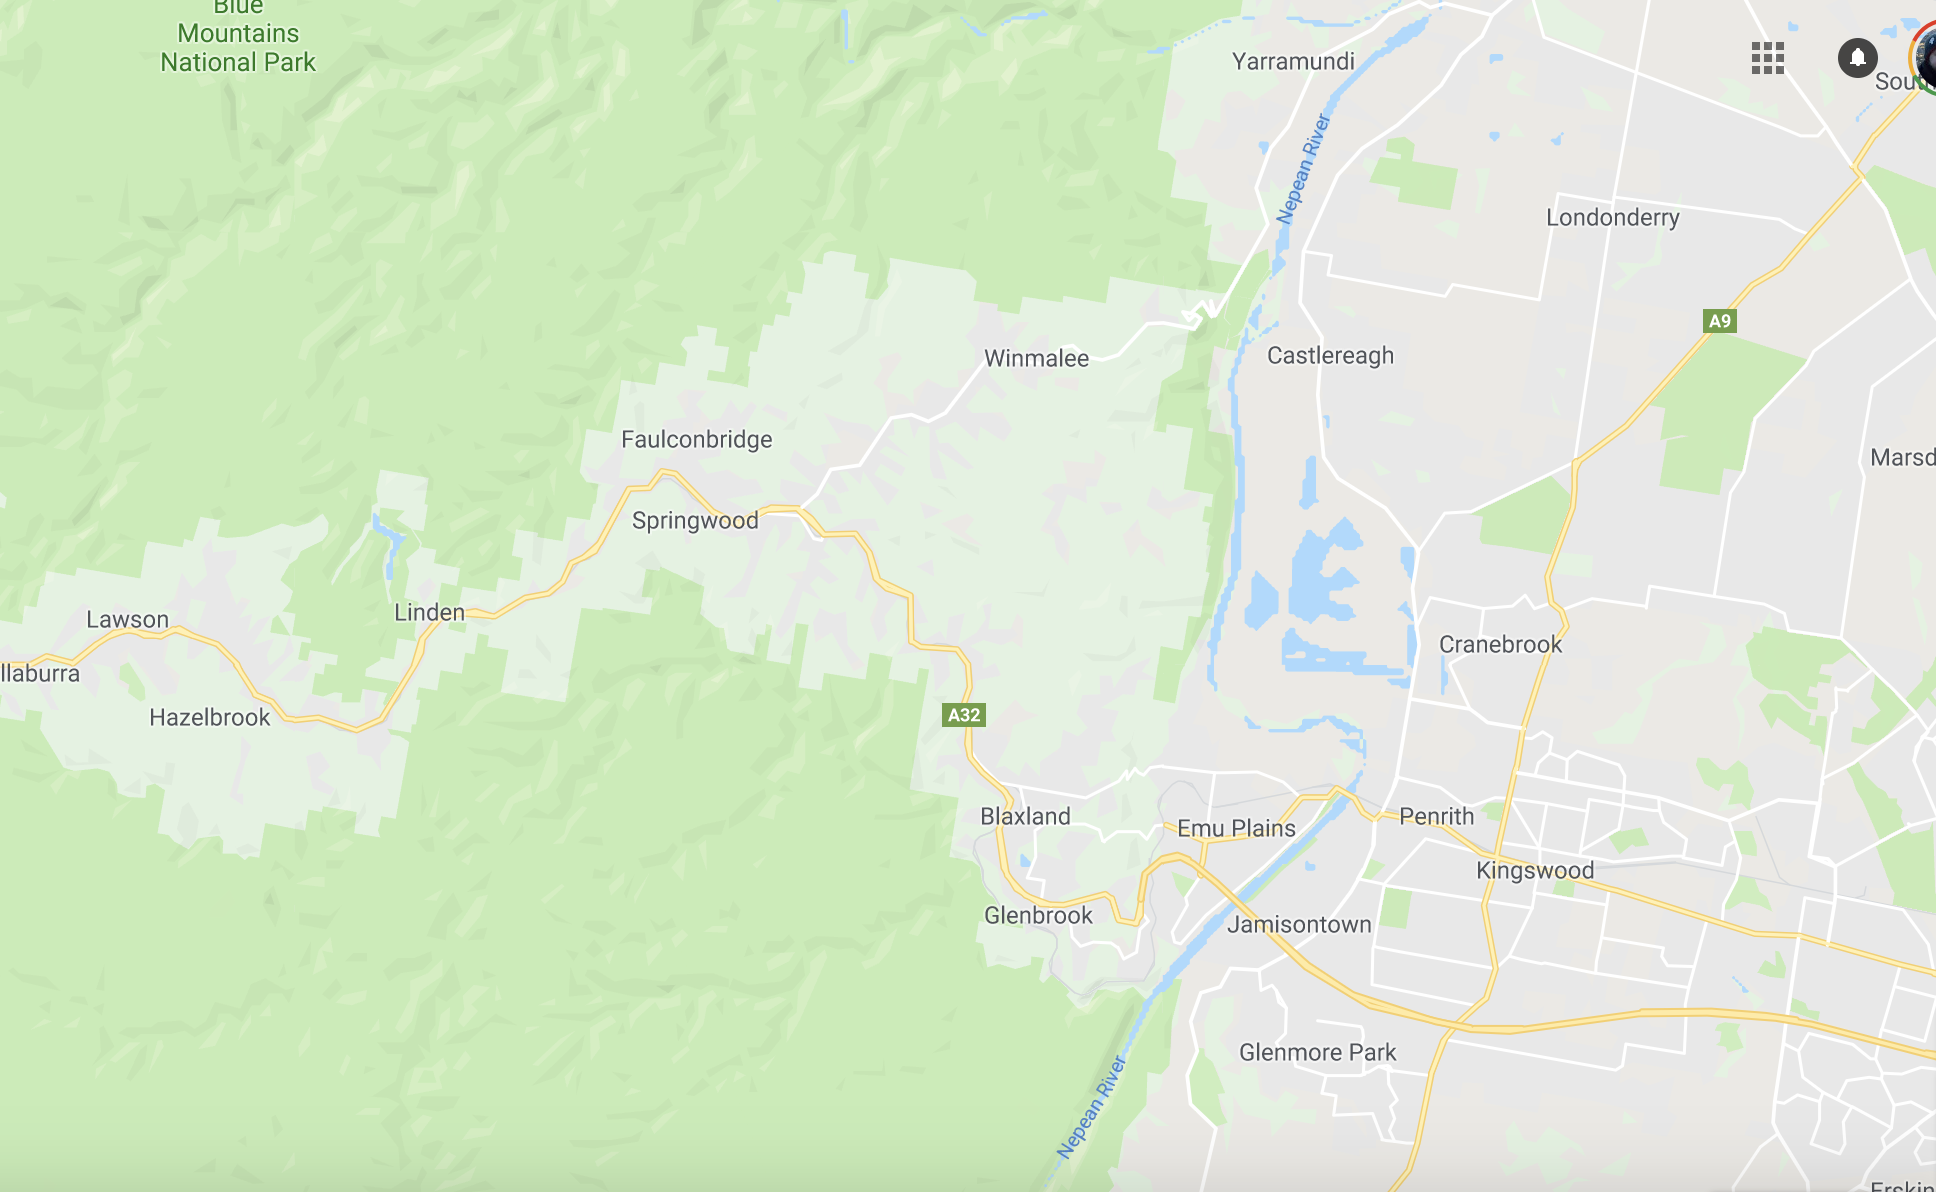 Blue
Mountains
National Park
Yarramundi
Nepean River
Londonderry
A9
Winmalee
Castlereagh
Faulconbridge
Springwood
Lawson
Linden
llaburra
Hazelbrook
Cranebrook
A32
Blaxland
Emu Plains
Penrith
Kingswood
Glenbrook
Jamisontown
Glenmore Park
Nepean River